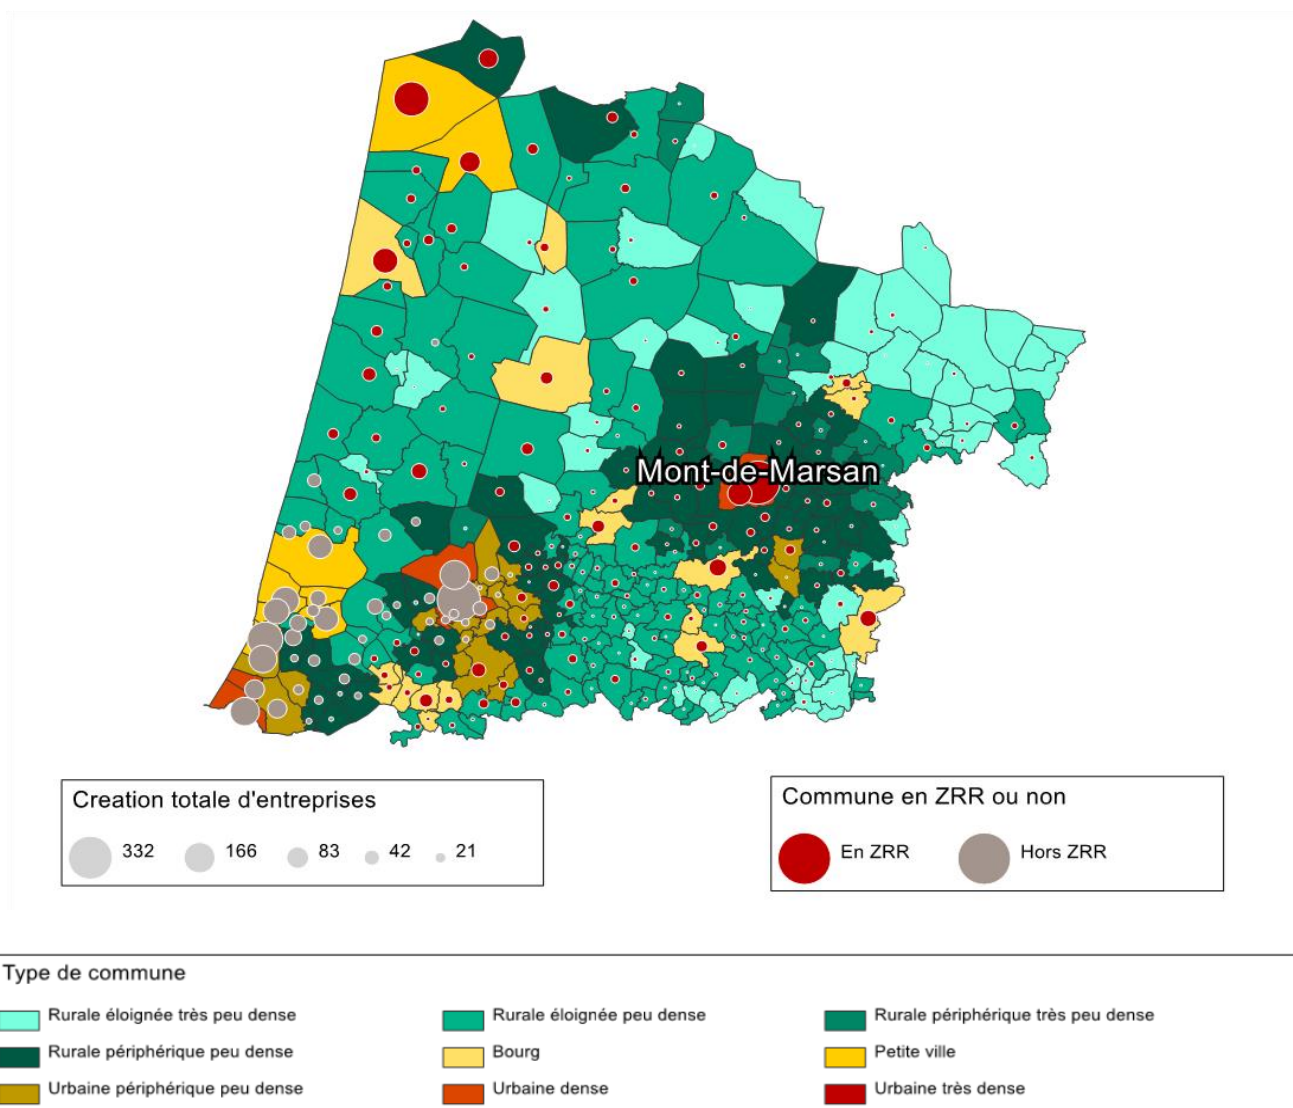 Mont-de-Marsan
Creation totale d'entreprises
332 166 83 42 21
Commune en ZRR ou non
En ZRR Hors ZRR
Type de commune
Rurale éloignée très peu dense Rurale éloignée peu dense Rurale périphérique très peu dense
Rurale périphérique peu dense Bourg Petite ville
Urbaine périphérique peu dense Urbaine dense Urbaine très dense